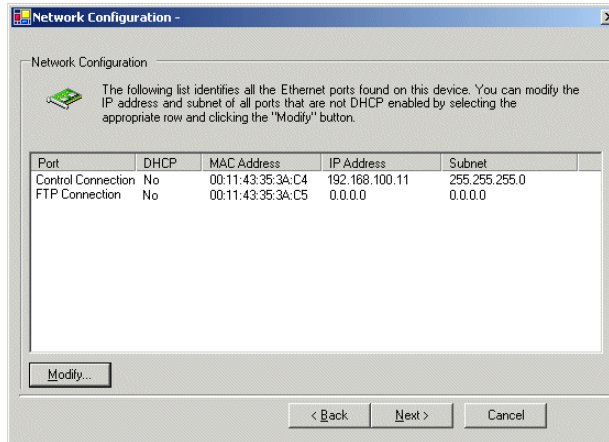 Network Configuration -
Network Configuration
The following list identifies all the Ethernet ports found on this device. You can modify the
IP address and subnet of all ports that are not DHCP enabled by selecting the
appropriate row and clicking the "Modify" button.
Port DHCP MAC Address IP Address Subnet
Control Connection No 00:11:43:35:3A:C4 192.168.100.11 255.255.255.0
FTP Connection No 00:11:43:35:3A:C5 0.0.0.0 0.0.0.0
Modify...
< Back Next > Cancel